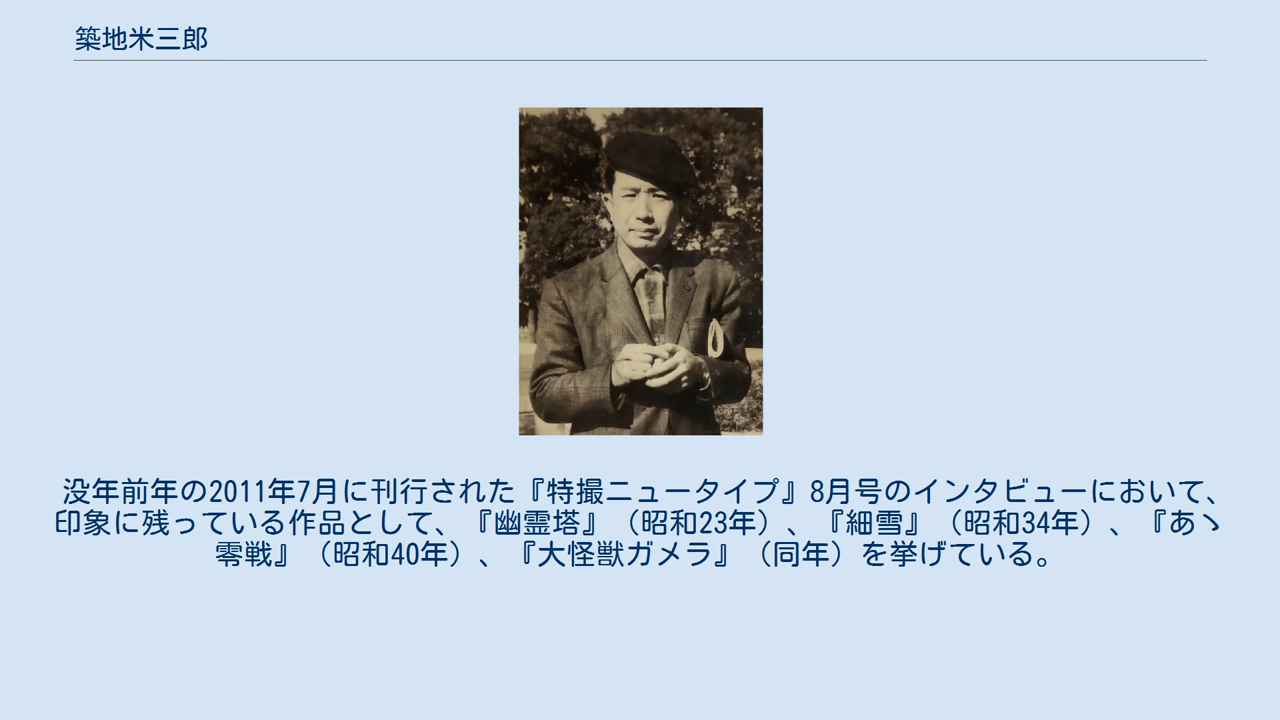 築地米三郎
没年前年の2011年7月に刊行された『特撮ニュータイプ』8月号のインタビューにおいて、
印象に残っている作品として、『幽霊塔』（昭和23年）、『細雪』（昭和34年）、『あゝ
零戦』（昭和40年）、『大怪獣ガメラ』（同年）を挙げている。